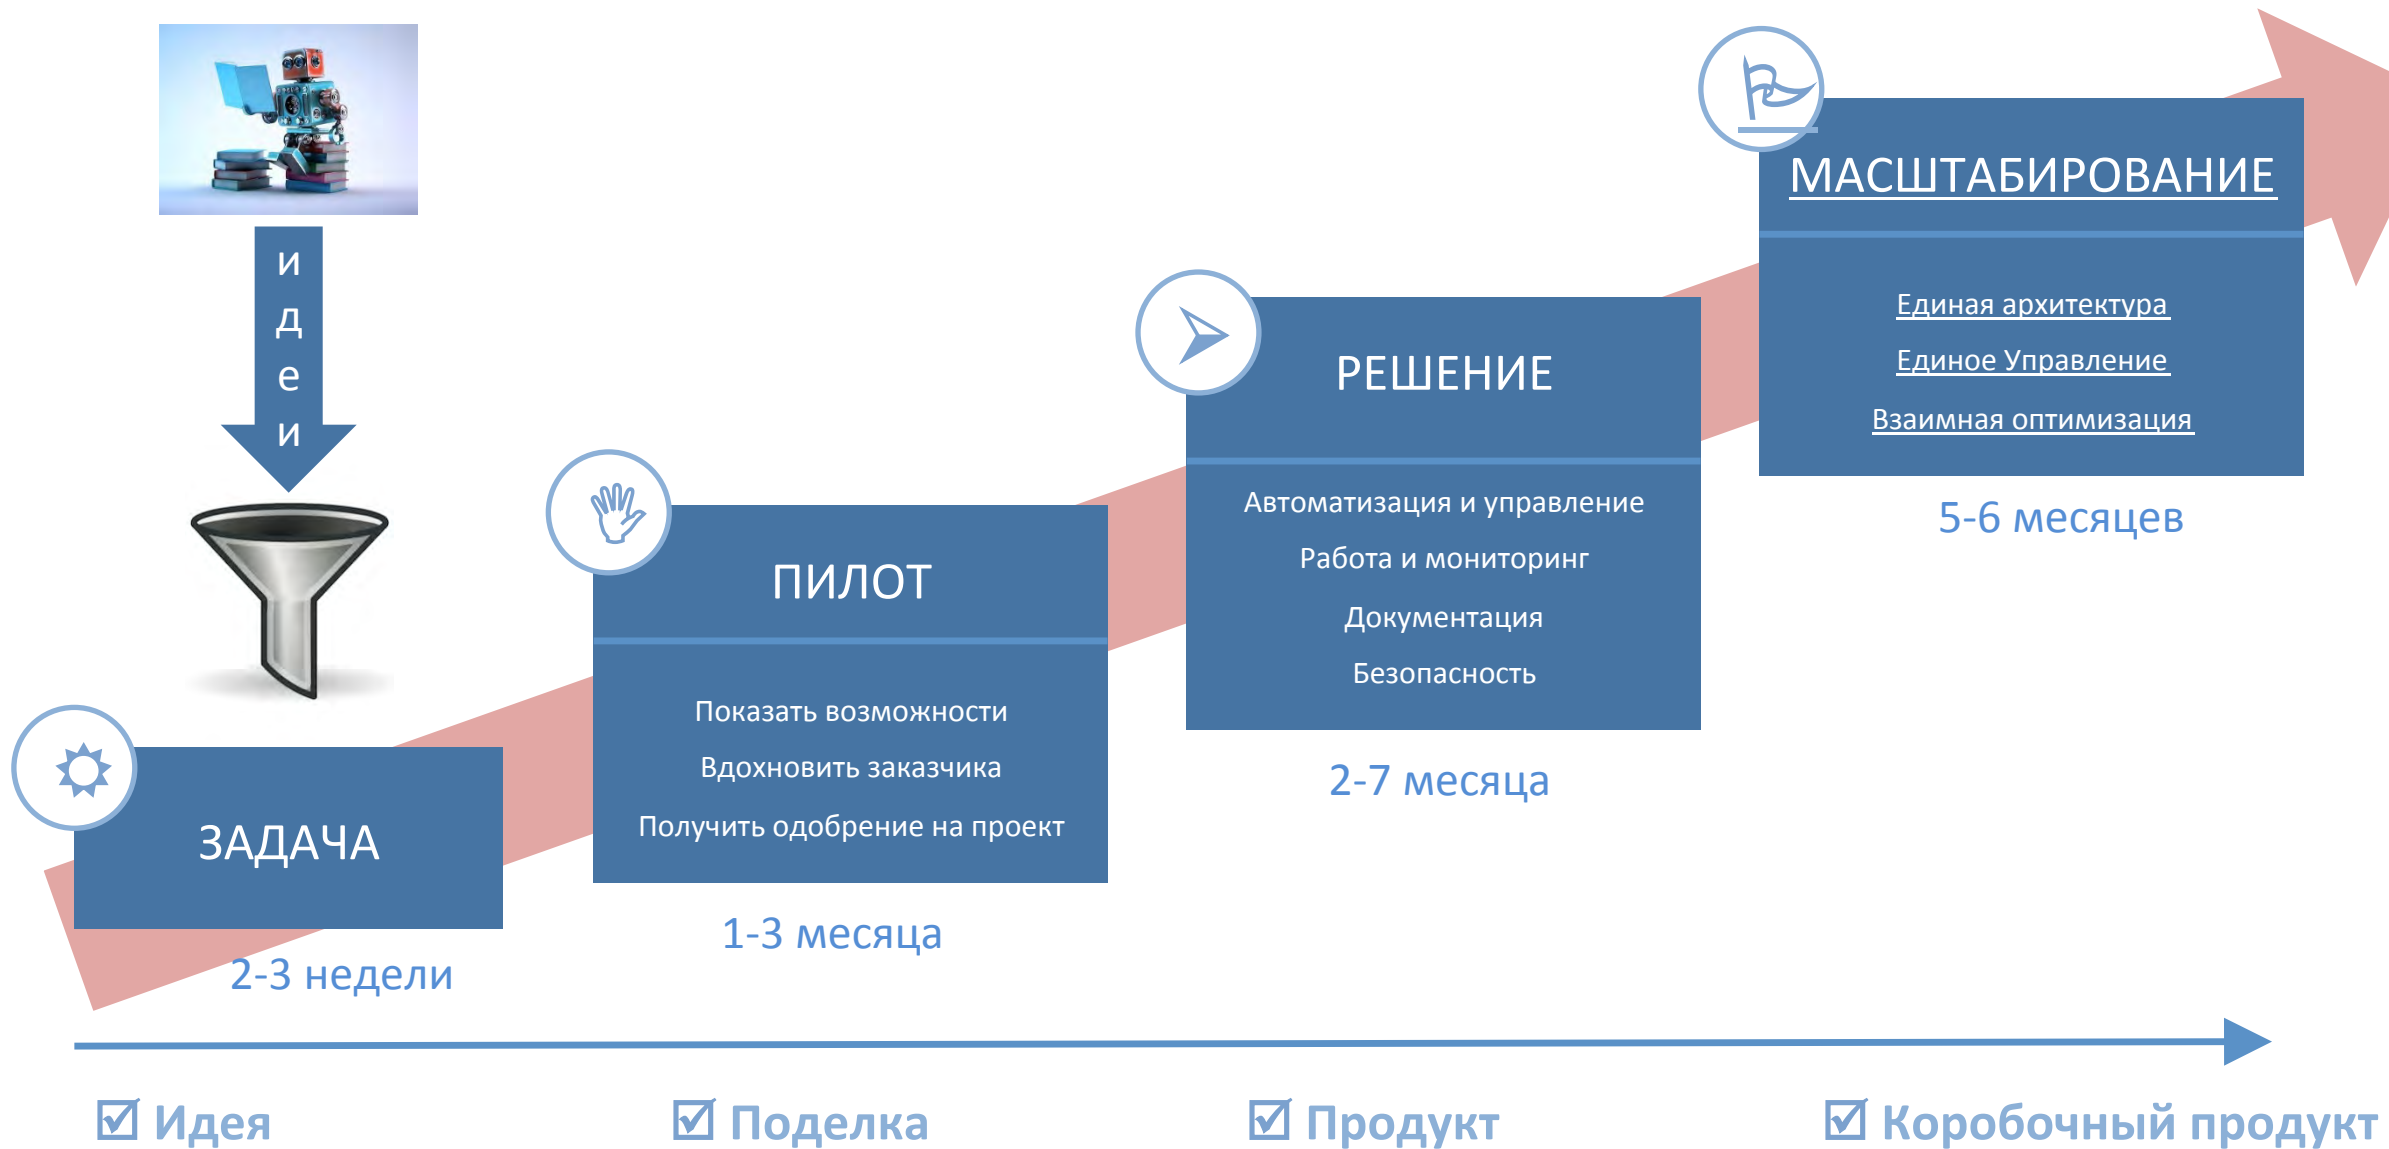 идеи
ЗАДАЧА
2-3 недели
ПИЛОТ
Показать возможности
Вдохновить заказчика
Получить одобрение на проект
1-3 месяца
РЕШЕНИЕ
Автоматизация и управление
Работа и мониторинг
Документация
Безопасность
2-7 месяца
МАСШТАБИРОВАНИЕ
Единая архитектура
Единое Управление
Взаимная оптимизация
5-6 месяцев
Идея
Поделка
Продукт
Коробочный продукт